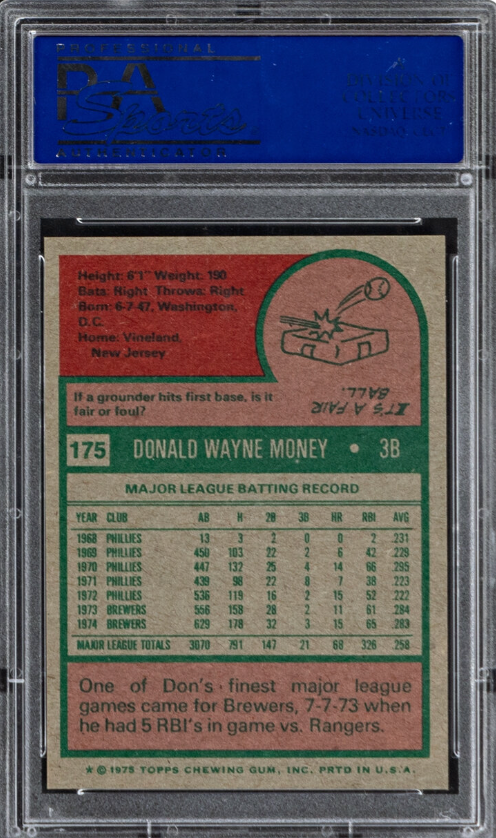 PROFESSIONAL
PSA
Sports
AUTHENTICATOR
DIVISION OF
COLLECTORS
UNIVERSE
NASDAQ: CLCT
Height: 6'1" Weight: 190
Bats: Right Throws: Right
Born: 6-7-47, Washington,
D.C.
Home: Vineland,
New Jersey
If a grounder hits first base, is it
fair or foul?
IT'S A FAIR
BALL.
175 DONALD WAYNE MONEY • 3B
MAJOR LEAGUE BATTING RECORD
YEAR CLUB AB H 2B 3B HR RBI AVG
1968 PHILLIES 13 3 2 0 0 2 .231
1969 PHILLIES 450 103 22 2 6 42 .229
1970 PHILLIES 447 132 25 4 14 66 .295
1971 PHILLIES 439 98 22 8 7 38 .223
1972 PHILLIES 536 119 16 2 15 52 .222
1973 BREWERS 556 158 28 2 11 61 .284
1974 BREWERS 629 178 32 3 15 65 .283
MAJOR LEAGUE TOTALS 3070 791 147 21 68 326 .258
One of Don's finest major league
games came for Brewers, 7-7-73 when
he had 5 RBI's in game vs. Rangers.
* © 1975 TOPPS CHEWING GUM, INC. PRTD IN U.S.A.